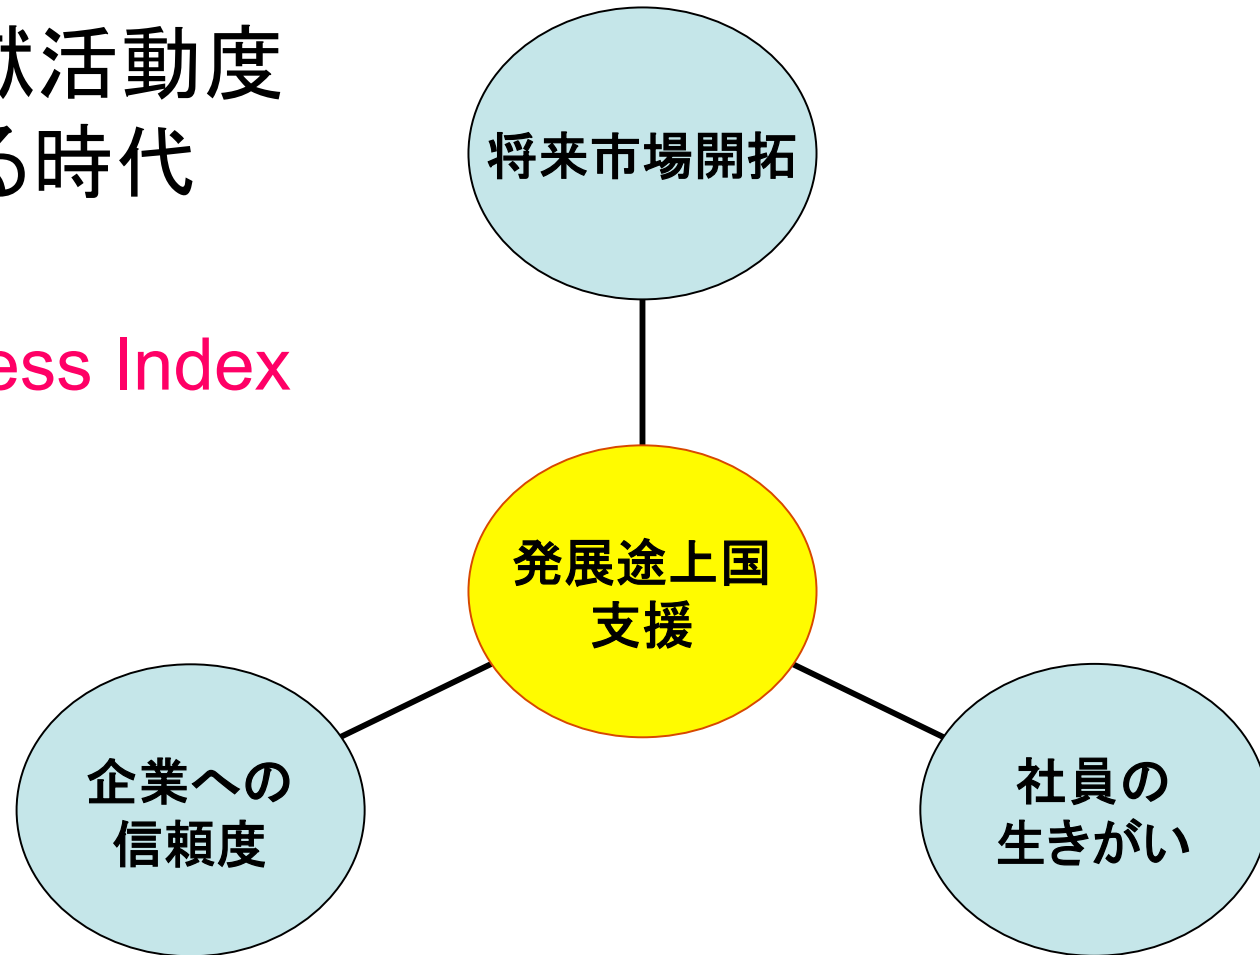 献活動度
る時代
ess Index
将来市場開拓
発展途上国
支援
企業への
信頼度
社員の
生きがい